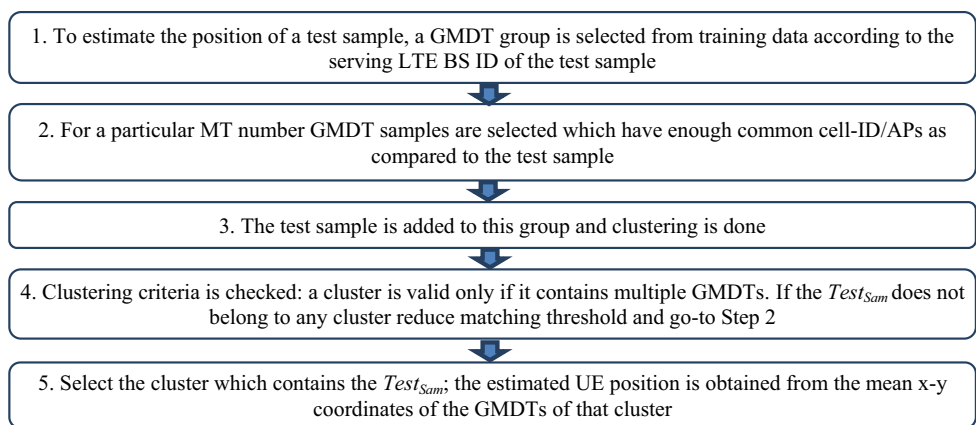 1. To estimate the position of a test sample, a GMDT group is selected from training data according to the
serving LTE BS ID of the test sample
2. For a particular MT number GMDT samples are selected which have enough common cell-ID/APs as
compared to the test sample
3. The test sample is added to this group and clustering is done
4. Clustering criteria is checked: a cluster is valid only if it contains multiple GMDTs. If the TestSam does not
belong to any cluster reduce matching threshold and go-to Step 2
5. Select the cluster which contains the TestSam; the estimated UE position is obtained from the mean x-y
coordinates of the GMDTs of that cluster